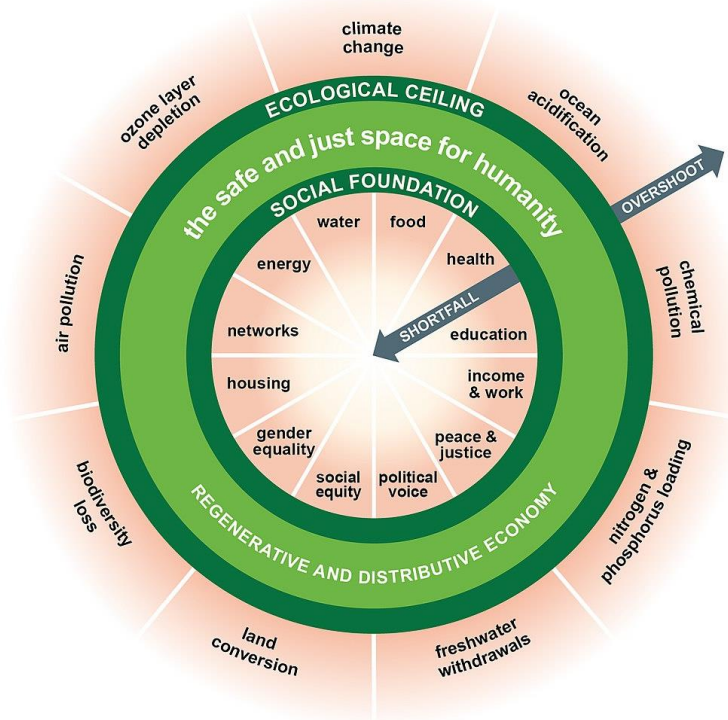 climate
change
ocean
acidification
chemical
pollution
nitrogen &
phosphorus loading
freshwater
withdrawals
land
conversion
biodiversity
loss
air pollution
ozone layer
depletion
OVERSHOOT
ECOLOGICAL CEILING
the safe and just space for humanity
SOCIAL FOUNDATION
water
food
health
SHORTFALL
education
income
& work
peace &
justice
political
voice
social
equity
gender
equality
housing
networks
energy
REGENERATIVE AND DISTRIBUTIVE ECONOMY